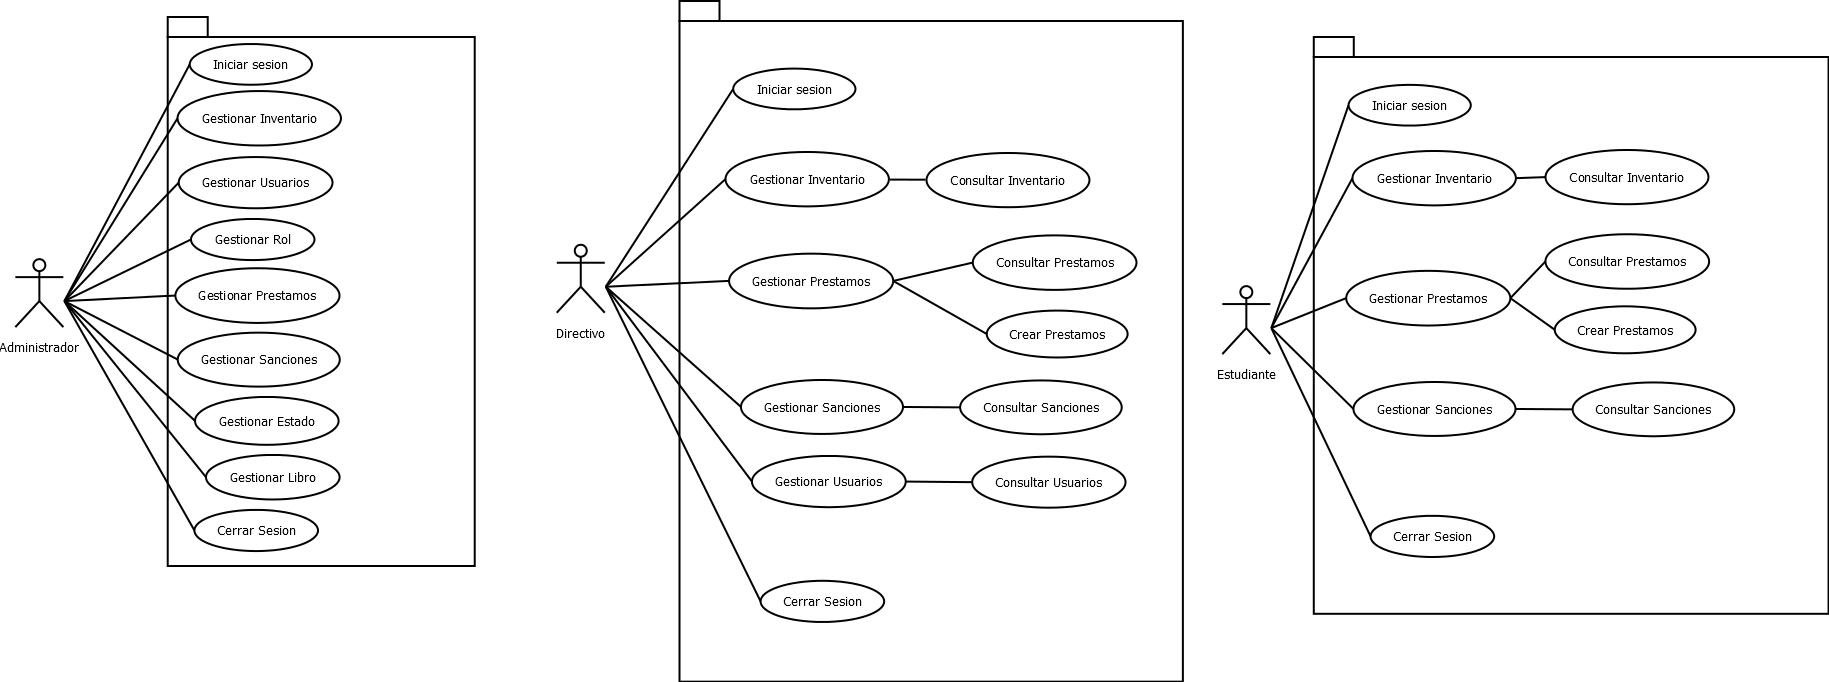 Iniciar sesion
Gestionar Inventario
Gestionar Usuarios
Gestionar Rol
Gestionar Prestamos
Administrador
Gestionar Sanciones
Gestionar Estado
Gestionar Libro
Cerrar Sesion
Iniciar sesion
Gestionar Inventario
Consultar Inventario
Consultar Prestamos
Gestionar Prestamos
Directivo
Crear Prestamos
Gestionar Sanciones
Consultar Sanciones
Gestionar Usuarios
Consultar Usuarios
Cerrar Sesion
Iniciar sesion
Gestionar Inventario
Consultar Inventario
Consultar Prestamos
Gestionar Prestamos
Crear Prestamos
Estudiante
Gestionar Sanciones
Consultar Sanciones
Cerrar Sesion